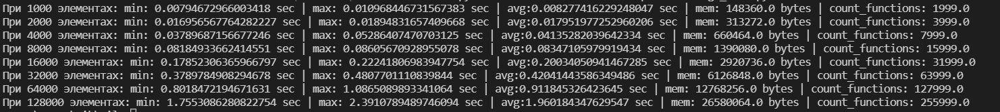 При 1000 элементах: min: 0.00794672966003418 sec | max: 0.010968446731567383 sec | avg:0.008277416229248047 sec | mem: 148360.0 bytes | count_functions: 1999.0
При 2000 элементах: min: 0.016956567764282227 sec | max: 0.01894831657409668 sec | avg:0.017951977252960206 sec | mem: 313272.0 bytes | count_functions: 3999.0
При 4000 элементах: min: 0.03789687156677246 sec | max: 0.05286407470703125 sec | avg:0.04135282039642334 sec | mem: 660464.0 bytes | count_functions: 7999.0
При 8000 элементах: min: 0.08184933662414551 sec | max: 0.08605670928955078 sec | avg:0.08347105979919434 sec | mem: 1390080.0 bytes | count_functions: 15999.0
При 16000 элементах: min: 0.17852306365966797 sec | max: 0.22241806983947754 sec | avg:0.20034050941467285 sec | mem: 2920736.0 bytes | count_functions: 31999.0
При 32000 элементах: min: 0.3789784908294678 sec | max: 0.4807701110839844 sec | avg:0.42041443586349486 sec | mem: 6126848.0 bytes | count_functions: 63999.0
При 64000 элементах: min: 0.8018472194671631 sec | max: 1.0865089893341064 sec | avg:0.911845326423645 sec | mem: 12768256.0 bytes | count_functions: 127999.0
При 128000 элементах: min: 1.7553086280822754 sec | max: 2.3910789489746094 sec | avg:1.960184347629547 sec | mem: 26580064.0 bytes | count_functions: 255999.0